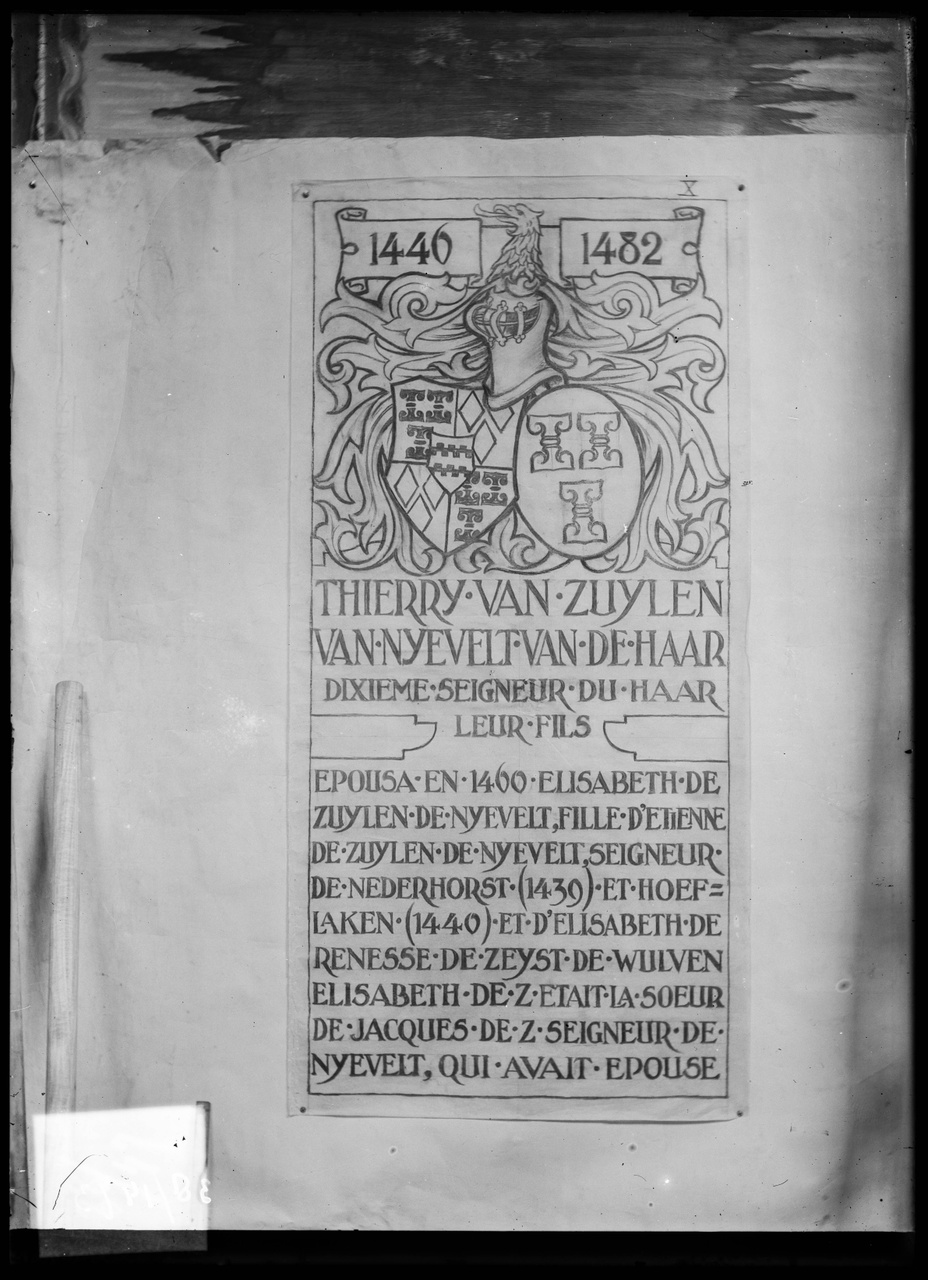 X
1446 1482
THIERRY·VAN·ZUYLEN
VAN·NYEVELT·VAN·DE·HAAR
DIXIEME·SEIGNEUR·DU·HAAR
LEUR·FILS
EPOUSA·EN·1460·ELISABETH·DE
ZUYLEN·DE·NYEVELT,FILLE·D'ETIENNE
DE·ZUYLEN·DE·NYEVELT,SEIGNEUR·
DE·NEDERHORST·(1439)·ET·HOEF=
LAKEN·(1440)·ET·D'ELISABETH·DE
RENESSE·DE·ZEYST·DE·WULVEN
ELISABETH·DE·Z·ETAIT·LA·SOEUR
DE·JACQUES·DE·Z·SEIGNEUR·DE·
NYEVELT, QUI·AVAIT·EPOUSE